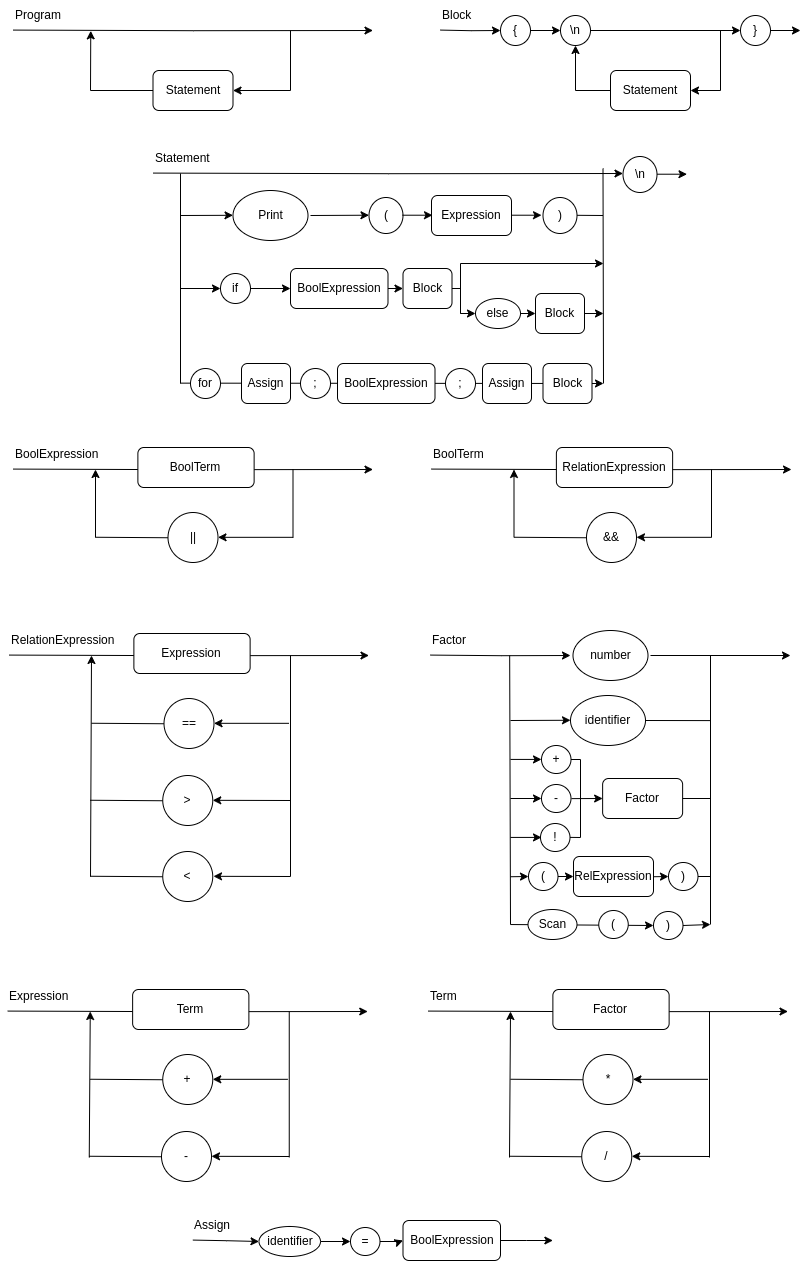 Program
Statement
Block
{
\n
}
Statement
Statement
\n
Print
(
Expression
)
if
BoolExpression
Block
else
Block
for
Assign
;
BoolExpression
;
Assign
Block
BoolExpression
BoolTerm
||
BoolTerm
RelationExpression
&&
RelationExpression
Expression
==
>
<
Factor
number
identifier
+
-
!
Factor
(
RelExpression
)
Scan
(
)
Expression
Term
+
-
Term
Factor
*
/
Assign
identifier
=
BoolExpression